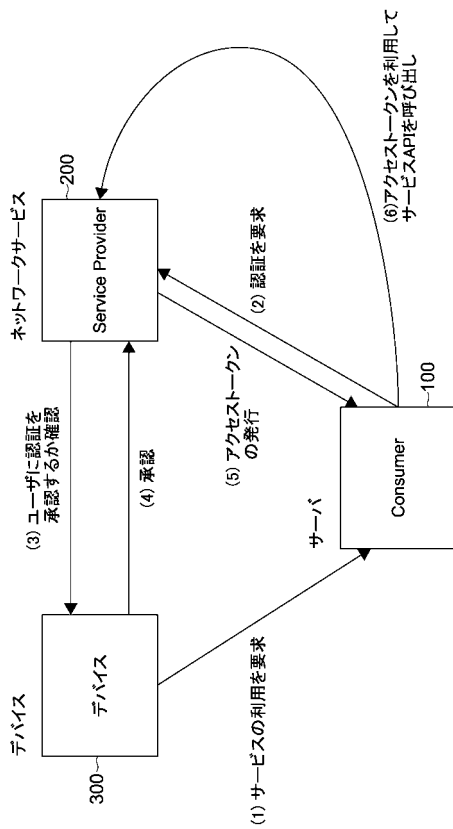 デバイス
デバイス
300
ネットワークサービス
Service Provider
200
(3) ユーザに認証を
承認するか確認
(4) 承認
(1) サービスの利用を要求
(5) アクセストークン
の発行
(2) 認証を要求
サーバ
Consumer
100
(6)アクセストークンを利用して
サービスAPIを呼び出し